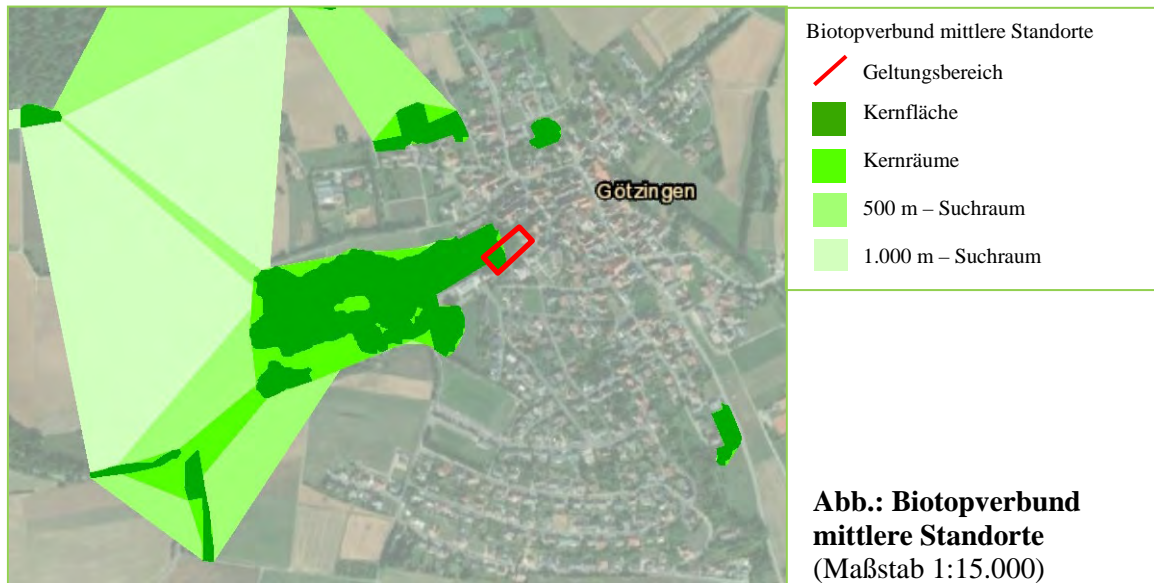 Götzingen
Biotopverbund mittlere Standorte
Geltungsbereich
Kernfläche
Kernräume
500 m – Suchraum
1.000 m – Suchraum
Abb.: Biotopverbund
mittlere Standorte
(Maßstab 1:15.000)